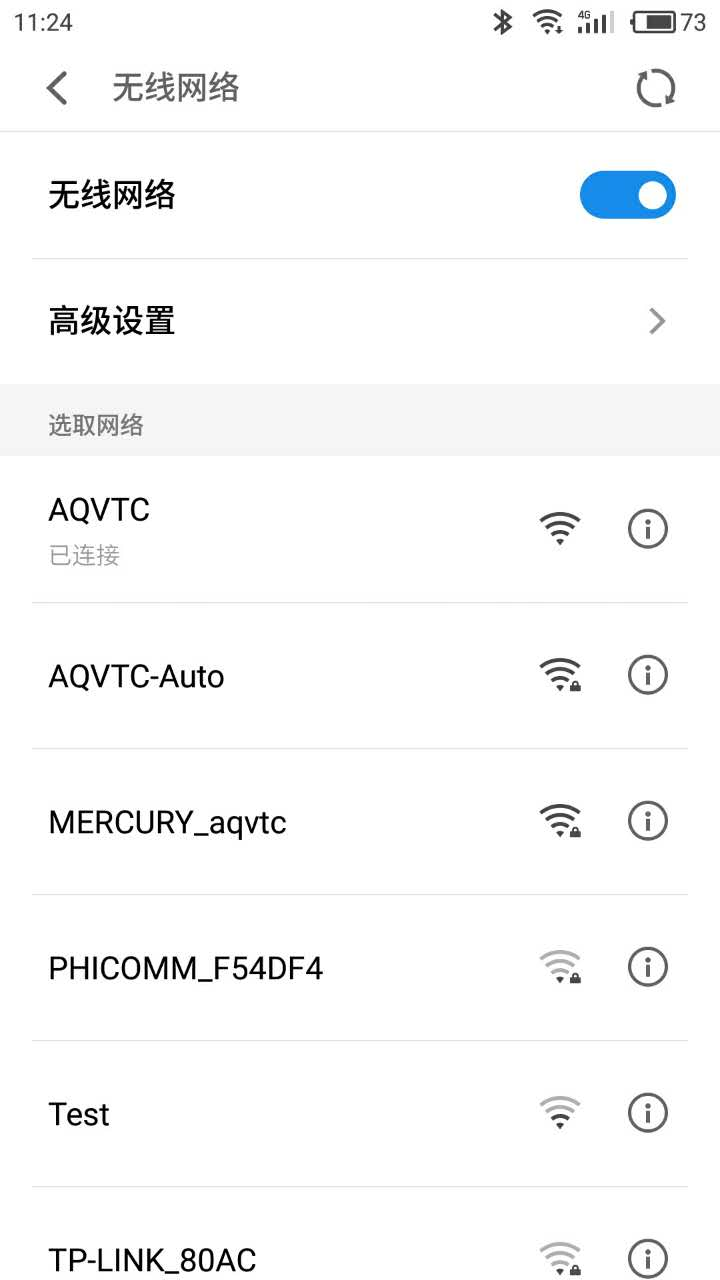 11:24
4G
73
无线网络
无线网络
高级设置
选取网络
AQVTC
已连接
AQVTC-Auto
MERCURY_aqvtc
PHICOMM_F54DF4
Test
TP-LINK_80AC